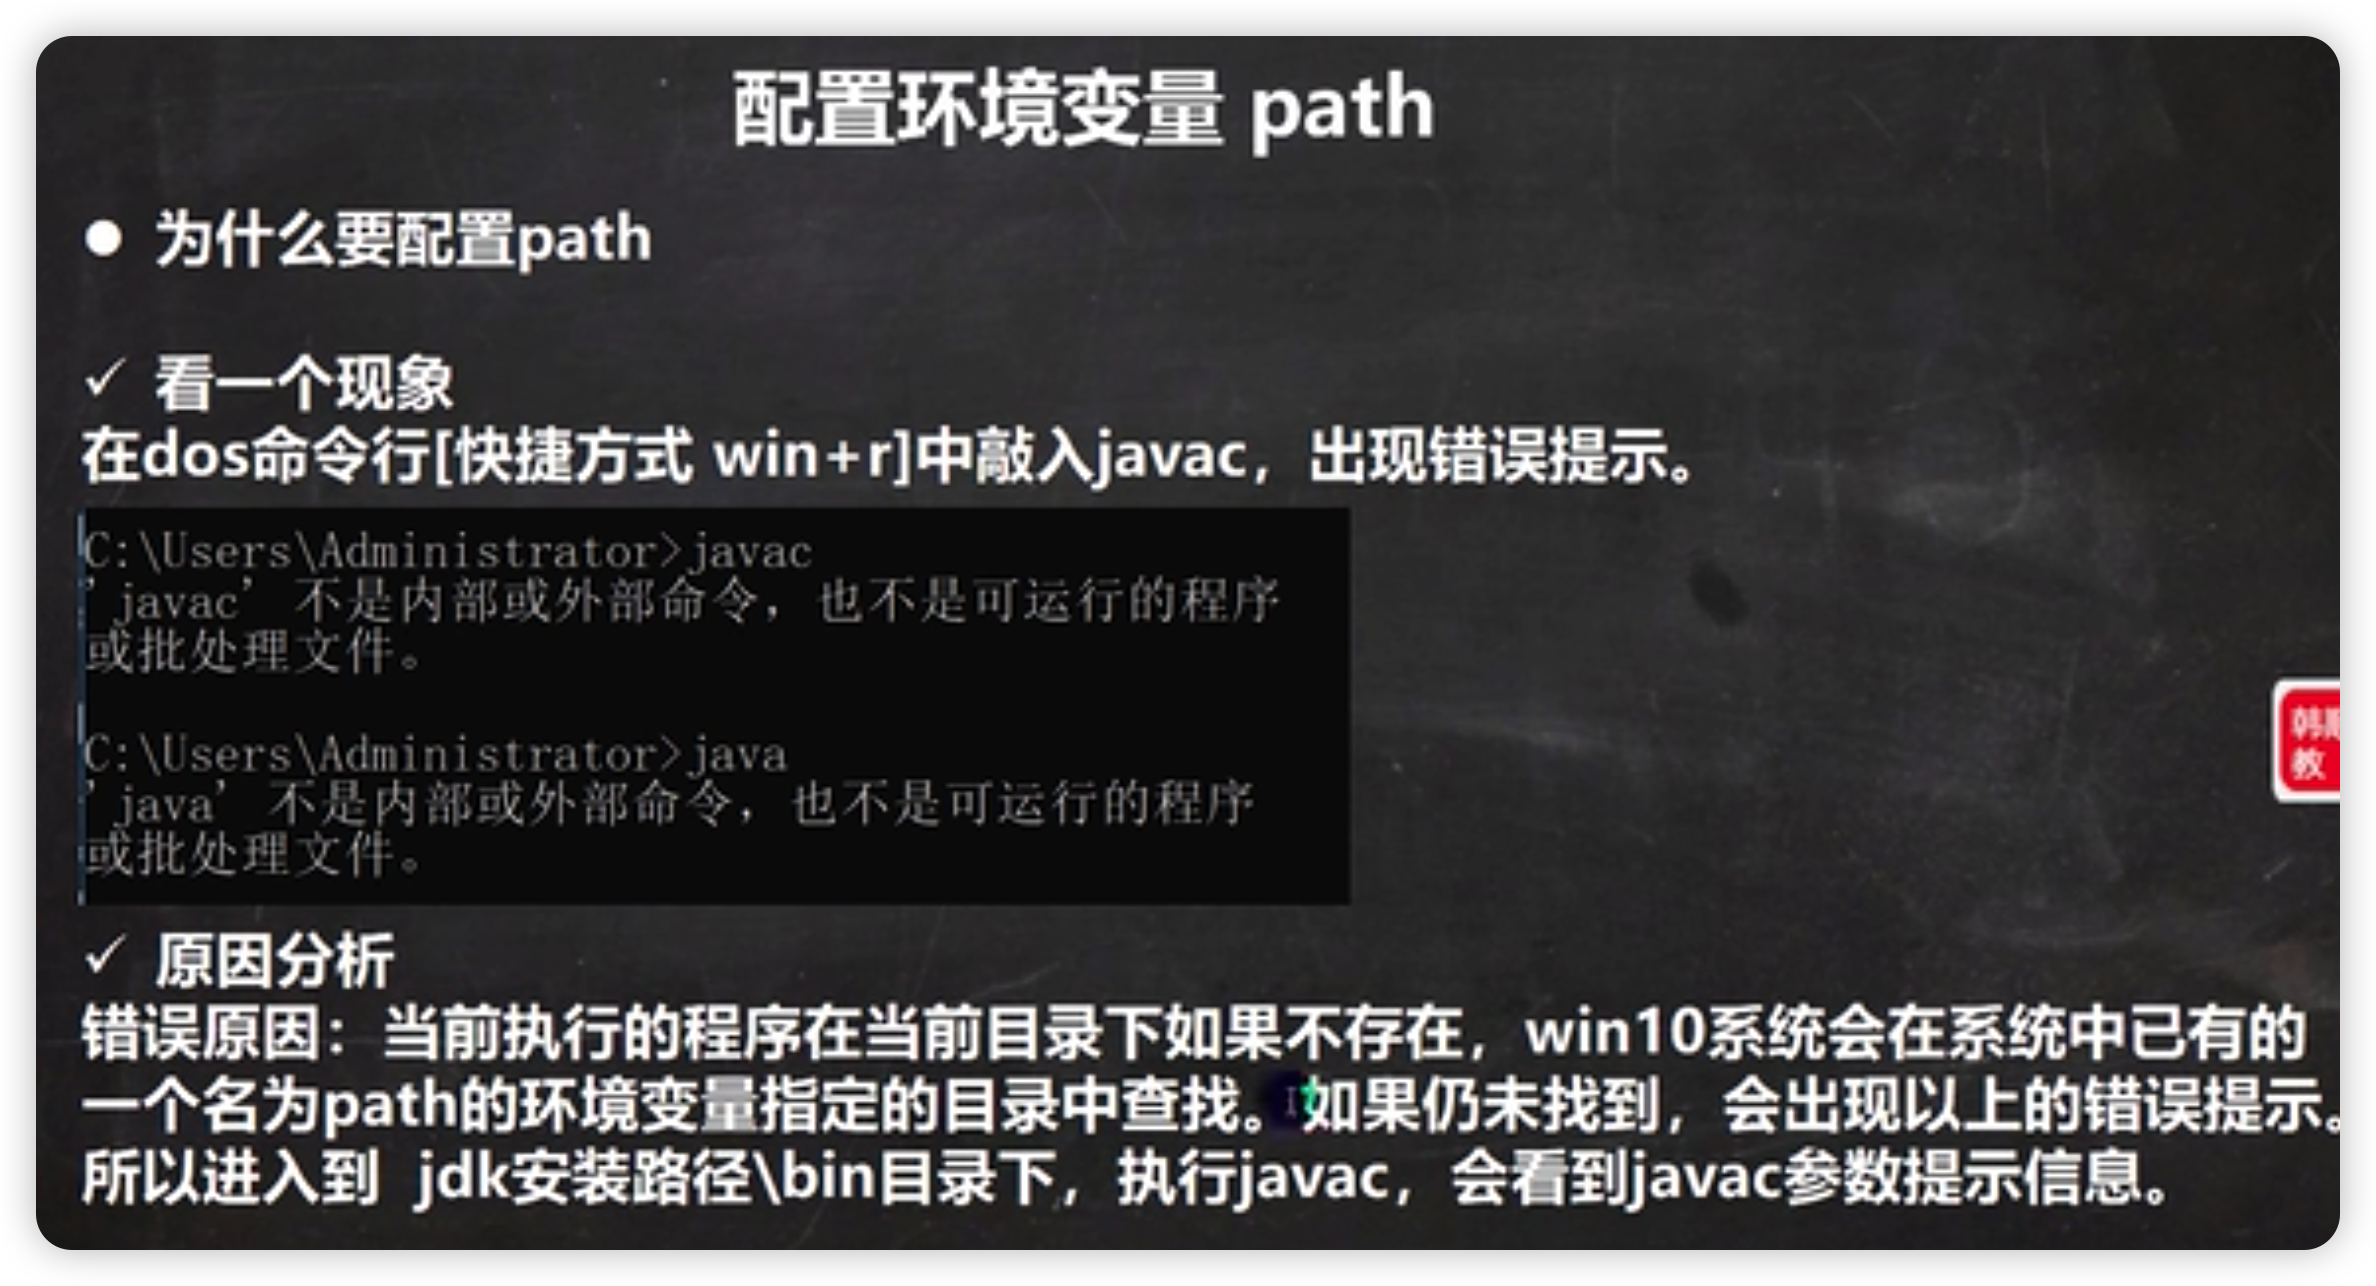 配置环境变量 path
● 为什么要配置path
✓ 看一个现象
在dos命令行[快捷方式 win+r]中敲入javac，出现错误提示。
C:\Users\Administrator>javac
'javac' 不是内部或外部命令，也不是可运行的程序
或批处理文件。
C:\Users\Administrator>java
'java' 不是内部或外部命令，也不是可运行的程序
或批处理文件。
韩顺
教
✓ 原因分析
错误原因：当前执行的程序在当前目录下如果不存在，win10系统会在系统中已有的
一个名为path的环境变量指定的目录中查找。如果仍未找到，会出现以上的错误提示。
所以进入到 jdk安装路径\bin目录下，执行javac，会看到javac参数提示信息。